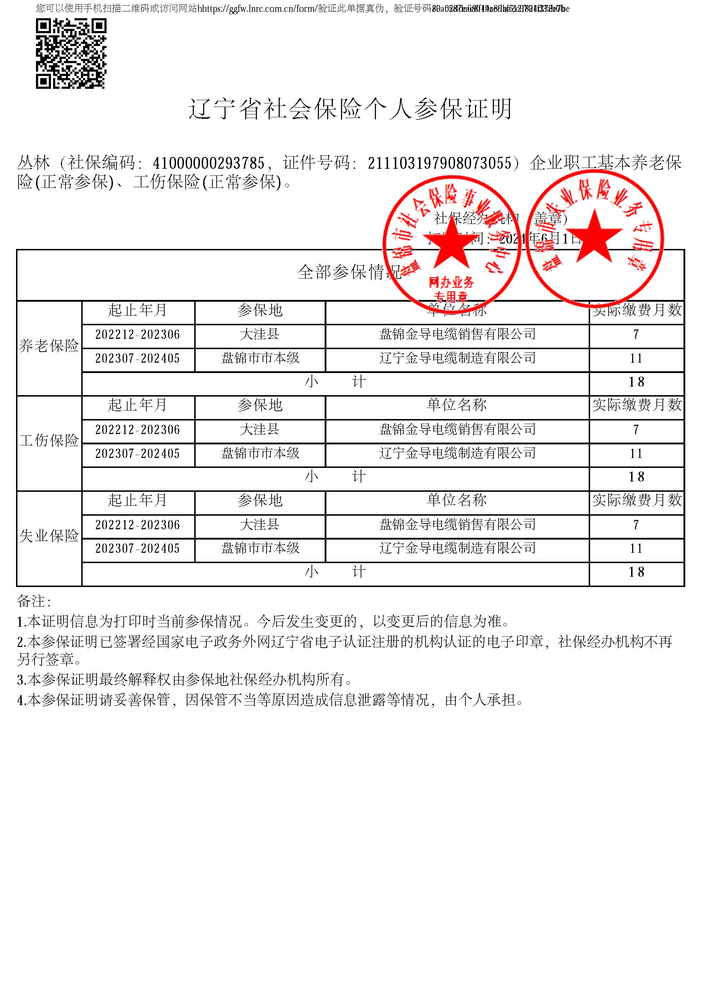 您可以使用手机扫描二维码或访问网站hhttps://ggfw.lnrc.com.cn/form/验证此单据真伪，验证号码
辽宁省社会保险个人参保证明
丛林（社保编码：41000000293785，证件号码：211103197908073055）企业职工基本养老保
险(正常参保)、工伤保险(正常参保)。
社保经办机构（盖章）
打印时间：2024年6月1日
盘锦市社会保险事业服务中心
网办业务
专用章
盘锦市失业保险业务专用章
全部参保情况
养老保险
起止年月 参保地 单位名称 实际缴费月数
202212-202306 大洼县 盘锦金导电缆销售有限公司 7
202307-202405 盘锦市市本级 辽宁金导电缆制造有限公司 11
小 计 18
工伤保险
起止年月 参保地 单位名称 实际缴费月数
202212-202306 大洼县 盘锦金导电缆销售有限公司 7
202307-202405 盘锦市市本级 辽宁金导电缆制造有限公司 11
小 计 18
失业保险
起止年月 参保地 单位名称 实际缴费月数
202212-202306 大洼县 盘锦金导电缆销售有限公司 7
202307-202405 盘锦市市本级 辽宁金导电缆制造有限公司 11
小 计 18
备注：
1.本证明信息为打印时当前参保情况。今后发生变更的，以变更后的信息为准。
2.本参保证明已签署经国家电子政务外网辽宁省电子认证注册的机构认证的电子印章，社保经办机构不再
另行签章。
3.本参保证明最终解释权由参保地社保经办机构所有。
4.本参保证明请妥善保管，因保管不当等原因造成信息泄露等情况，由个人承担。